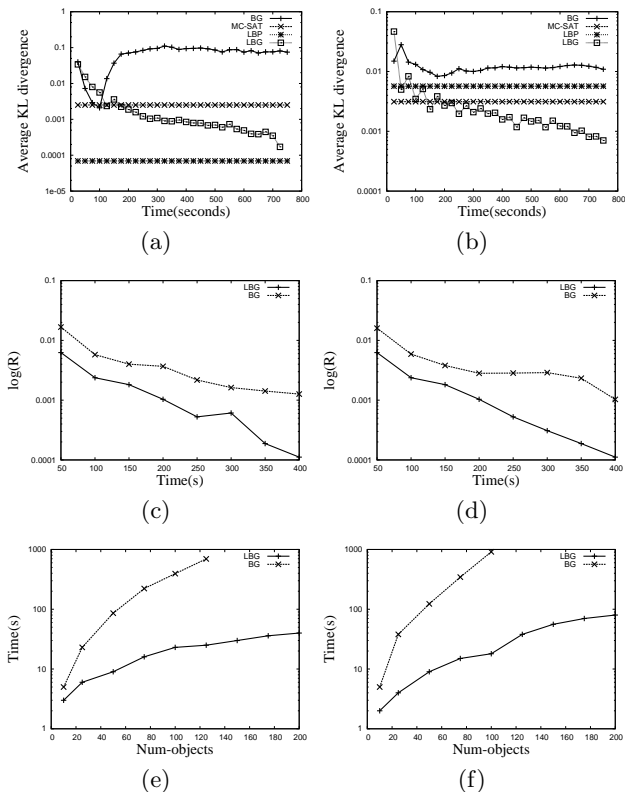 BG
MC-SAT
LBP
LBG
Average KL divergence
1
0.1
0.01
0.001
0.0001
1e-05
0 100 200 300 400 500 600 700 800
Time(seconds)
(a)
BG
MC-SAT
LBP
LBG
Average KL divergence
0.1
0.01
0.001
0.0001
0 100 200 300 400 500 600 700 800
Time(seconds)
(b)
LBG
BG
log(R)
0.1
0.01
0.001
0.0001
50 100 150 200 250 300 350 400
Time(s)
(c)
LBG
BG
log(R)
0.1
0.01
0.001
0.0001
50 100 150 200 250 300 350 400
Time(s)
(d)
LBG
BG
Time(s)
1000
100
10
1
0 20 40 60 80 100 120 140 160 180 200
Num-objects
(e)
LBG
BG
Time(s)
1000
100
10
1
0 20 40 60 80 100 120 140 160 180 200
Num-objects
(f)